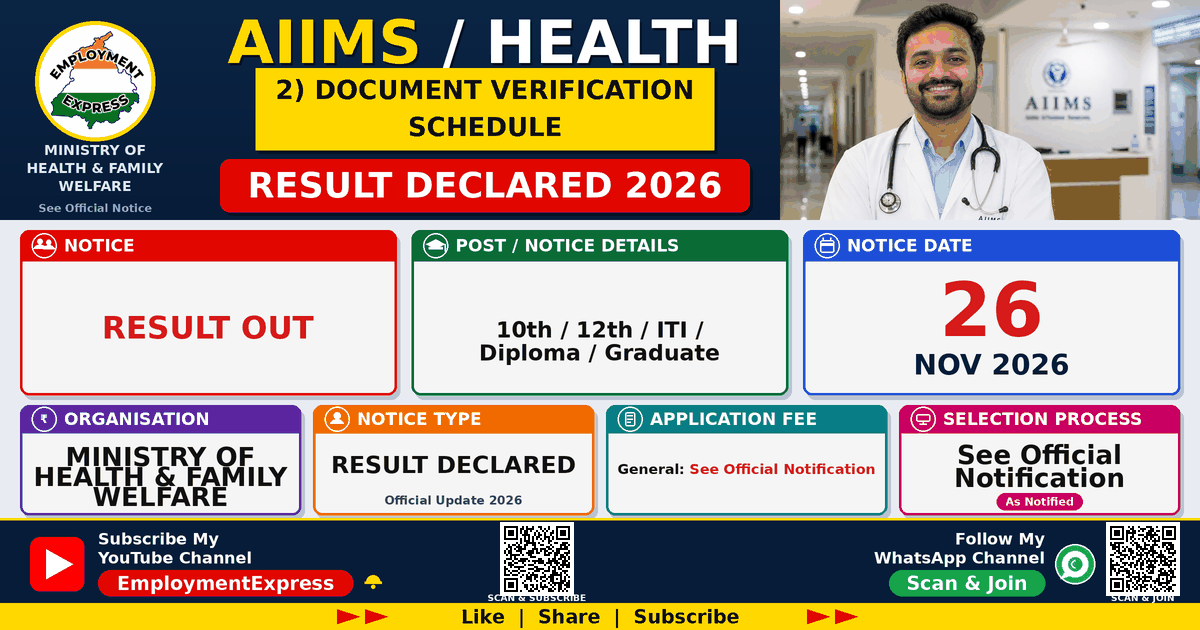 EMPLOYMENT
EXPRESS
MINISTRY OF
HEALTH & FAMILY
WELFARE
See Official Notice
AIIMS / HEALTH
2) DOCUMENT VERIFICATION
SCHEDULE
RESULT DECLARED 2026
AIIMS
AIIMS
NOTICE
RESULT OUT
POST / NOTICE DETAILS
10th / 12th / ITI /
Diploma / Graduate
NOTICE DATE
26
NOV 2026
₹ ORGANISATION
MINISTRY OF
HEALTH & FAMILY
WELFARE
NOTICE TYPE
RESULT DECLARED
Official Update 2026
APPLICATION FEE
General: See Official Notification
SELECTION PROCESS
See Official
Notification
As Notified
Subscribe My
YouTube Channel
EmploymentExpress
SCAN & SUBSCRIBE
Follow My
WhatsApp Channel
Scan & Join
SCAN & JOIN
Like | Share | Subscribe